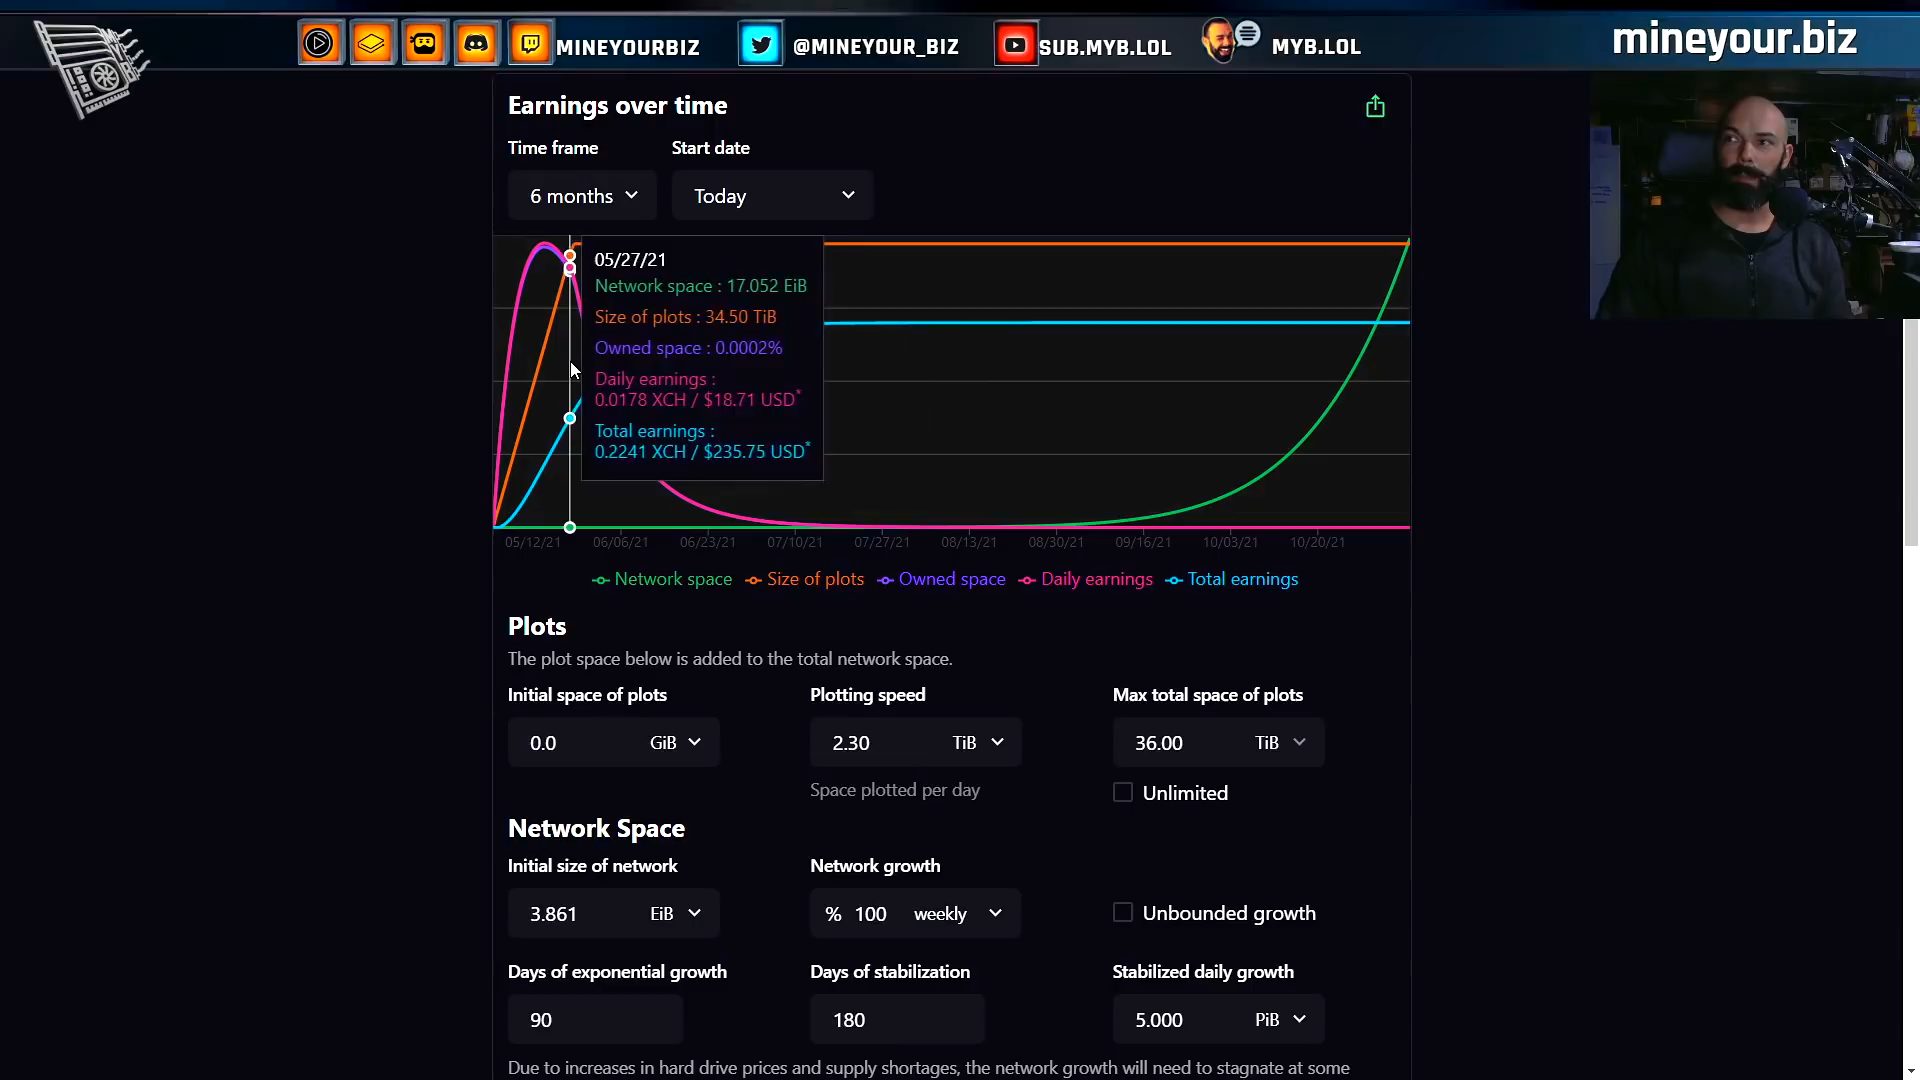 MINEYOURBIZ
@MINEYOUR_BIZ
SUB.MYB.LOL
MYB.LOL
mineyour.biz
Earnings over time
Time frame
Start date
6 months
Today
05/27/21
Network space : 17.052 EiB
Size of plots : 34.50 TiB
Owned space : 0.0002%
Daily earnings :
0.0178 XCH / $18.71 USD*
Total earnings :
0.2241 XCH / $235.75 USD*
05/12/21 06/06/21 06/23/21 07/10/21 07/27/21 08/13/21 08/30/21 09/16/21 10/03/21 10/20/21
Network space Size of plots Owned space Daily earnings Total earnings
Plots
The plot space below is added to the total network space.
Initial space of plots
Plotting speed
Max total space of plots
0.0 GiB
2.30 TiB
36.00 TiB
Space plotted per day
Unlimited
Network Space
Initial size of network
Network growth
3.861 EiB
% 100 weekly
Unbounded growth
Days of exponential growth
Days of stabilization
Stabilized daily growth
90
180
5.000 PiB
Due to increases in hard drive prices and supply shortages, the network growth will need to stagnate at some